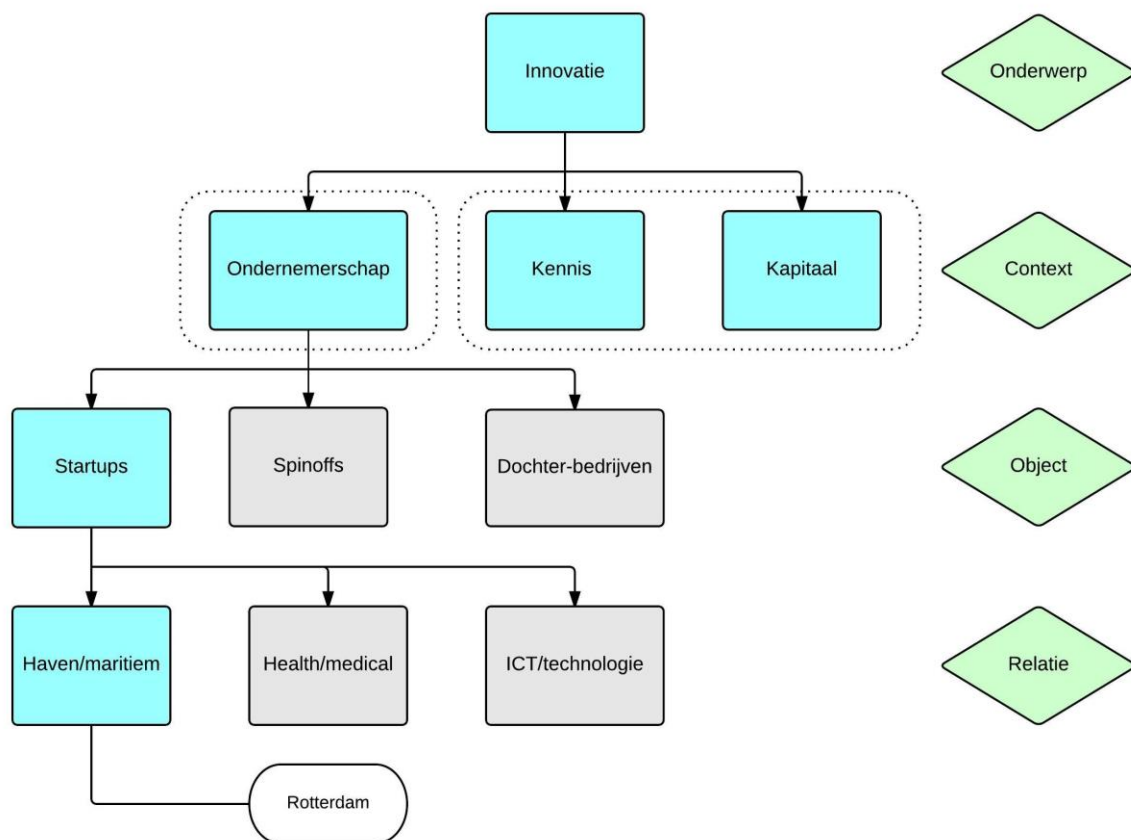 Innovatie
Onderwerp
Ondernemerschap
Kennis
Kapitaal
Context
Startups
Spinoffs
Dochter-bedrijven
Object
Haven/maritiem
Health/medical
ICT/technologie
Relatie
Rotterdam